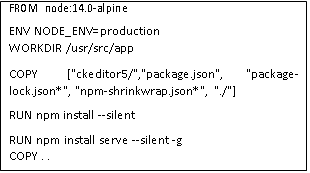 FROM node:14.0-alpine
ENV NODE_ENV=production
WORKDIR /usr/src/app
COPY ["ckeditor5/","package.json", "package-
lock.json*", "npm-shrinkwrap.json*", "./"]
RUN npm install --silent
RUN npm install serve --silent -g
COPY . .